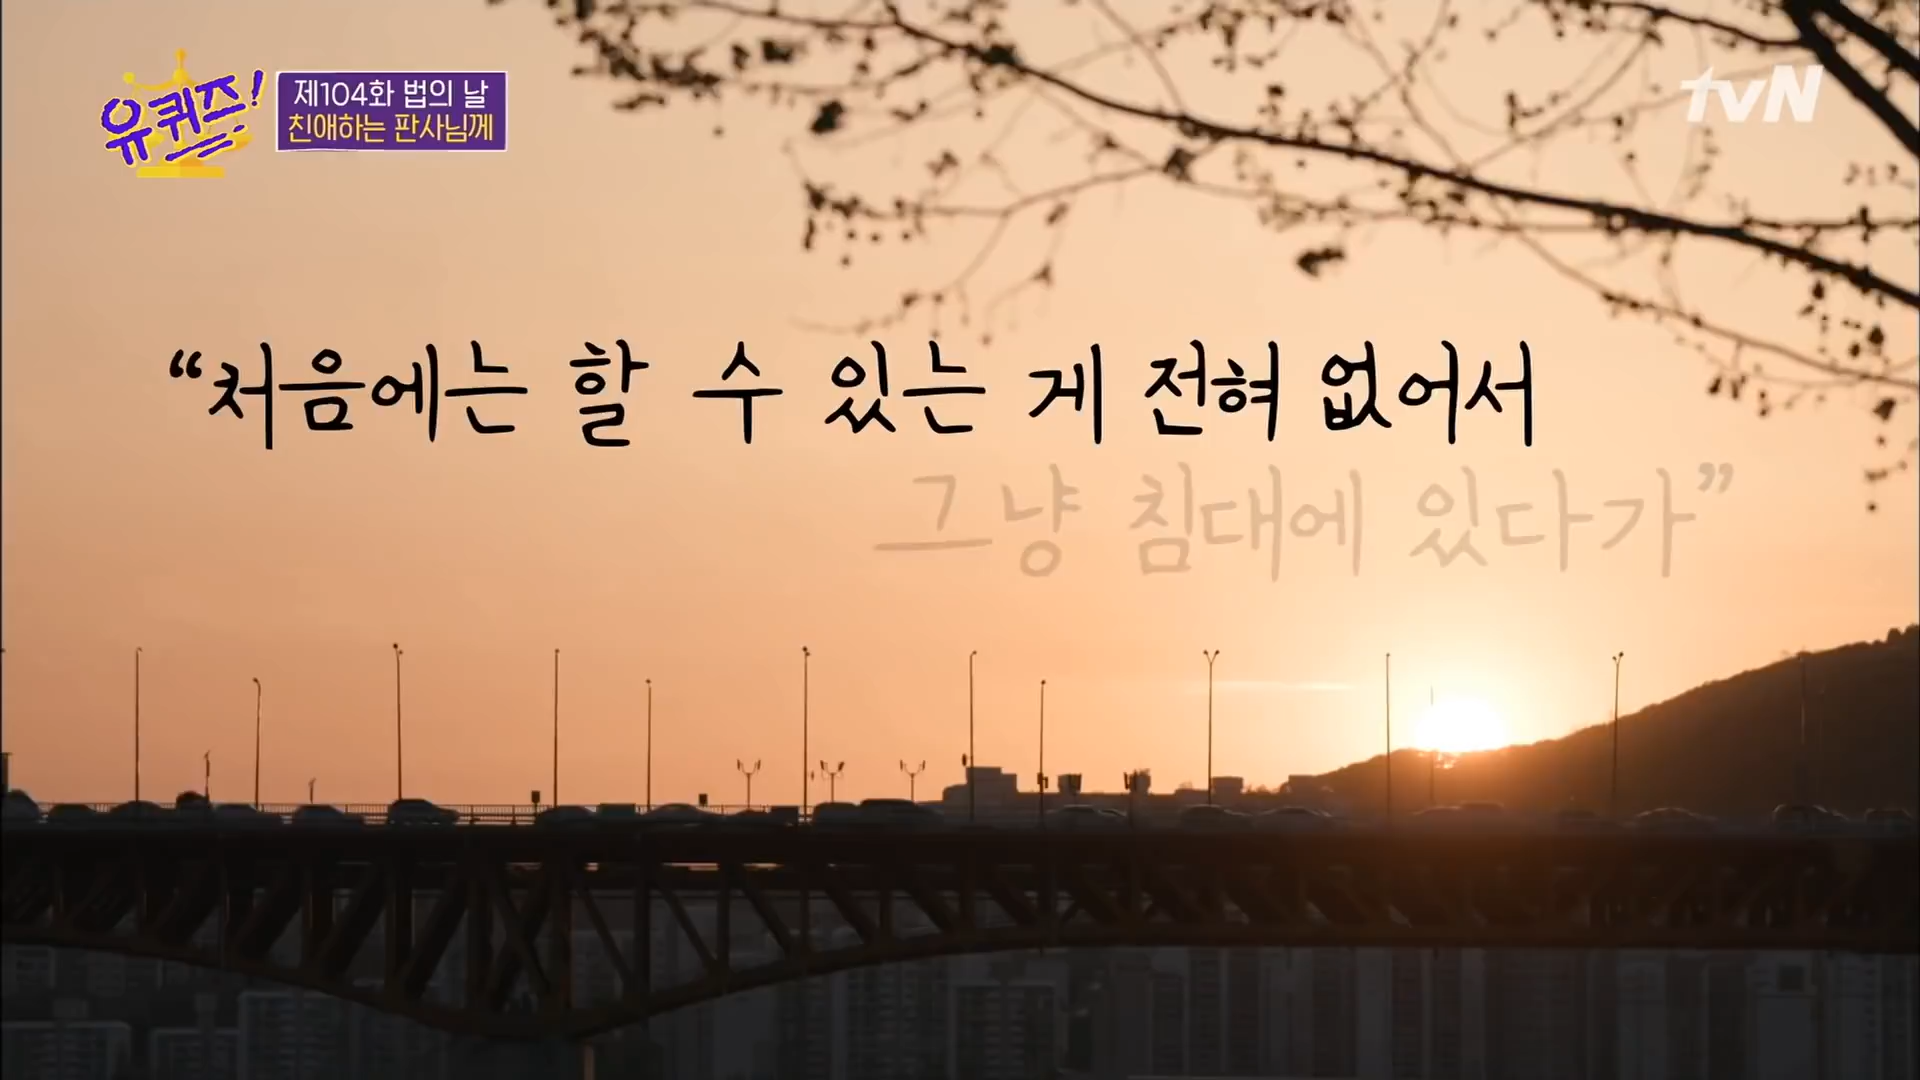 유퀴즈!
제104화 법의 날
친애하는 판사님께
tvN
“처음에는 할 수 있는 게 전혀 없어서
그냥 침대에 있다가”